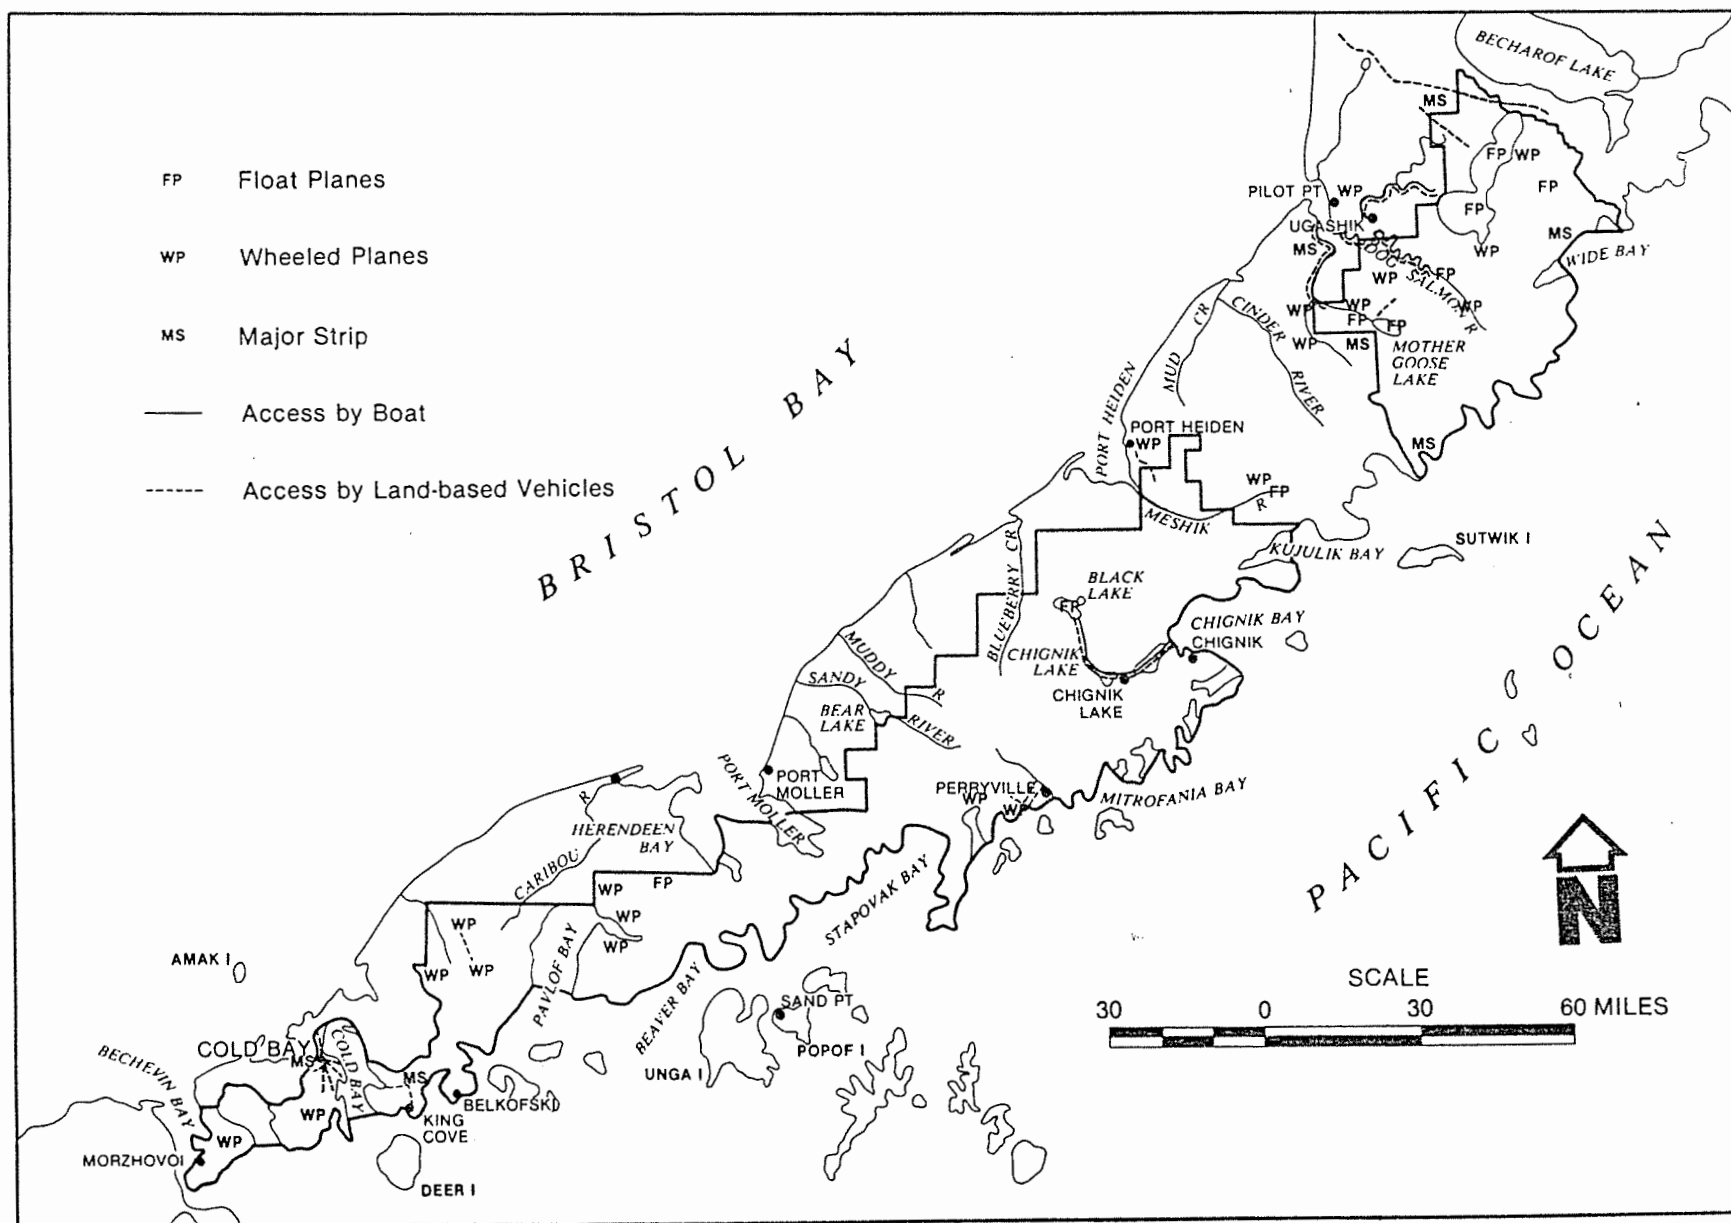 BECHAROF LAKE
MS
FP Float Planes
FP WP
FP
PILOT PT WP
FP
UGASHIK
MS
MS
WP
WP Wheeled Planes
WIDE BAY
DOG SALMON R
WP
FP
WP
WP
WP
FP
FP
CINDER RIVER
MUD CR
MS Major Strip
WP
MS
MOTHER
GOOSE
LAKE
BRISTOL BAY
PORT HEIDEN
Access by Boat
PORT HEIDEN
WP
MS
Access by Land-based Vehicles
WP
FP
MESHIK R
SUTWIK I
KUJULIK BAY
BLUEBERRY CR
BLACK
LAKE
FP
CHIGNIK BAY
CHIGNIK
MUDDY R
CHIGNIK
LAKE
SANDY RIVER
CHIGNIK
LAKE
BEAR
LAKE
PACIFIC OCEAN
PORT
MOLLER
PORT MOLLER
PERRYVILLE
WP
WP
MITROFANIA BAY
HERENDEEN
BAY
CARIBOU R
WP
FP
N
WP
WP
WP
STAPOVAK BAY
AMAK I
WP
WP
PAVLOF BAY
BEAVER BAY
SCALE
30 0 30 60 MILES
SAND PT
POPOF I
UNGA I
COLD BAY
MS
COLD BAY
BECHEVIN BAY
MS
BELKOFSKI
WP
KING
COVE
WP
MORZHOVOI
DEER I